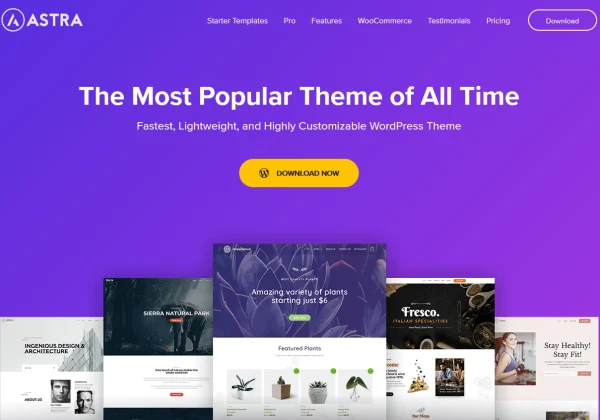 ASTRA
Starter Templates
Pro
Features
WooCommerce
Testimonials
Pricing
Download
The Most Popular Theme of All Time
Fastest, Lightweight, and Highly Customizable WordPress Theme
DOWNLOAD NOW
Amazing variety of plants
starting just $6
SIERRA NATURAL PARK
Fresco.
ITALIAN SPECIALITIES
INGENIOUS DESIGN &
ARCHITECTURE
Stay Healthy!
Stay Fit!
Featured Plants
ABOUT US